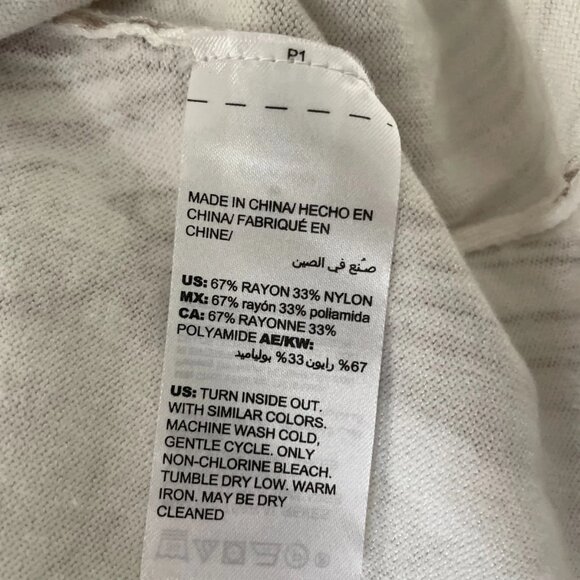 P1
MADE IN CHINA/ HECHO EN
CHINA/ FABRIQUÉ EN
CHINE/
صنع في الصين
US: 67% RAYON 33% NYLON
MX: 67% rayón 33% poliamida
CA: 67% RAYONNE 33%
POLYAMIDE AE/KW:
67% رايون 33% بولياميد
US: TURN INSIDE OUT.
WITH SIMILAR COLORS.
MACHINE WASH COLD,
GENTLE CYCLE. ONLY
NON-CHLORINE BLEACH.
TUMBLE DRY LOW. WARM
IRON. MAY BE DRY
CLEANED